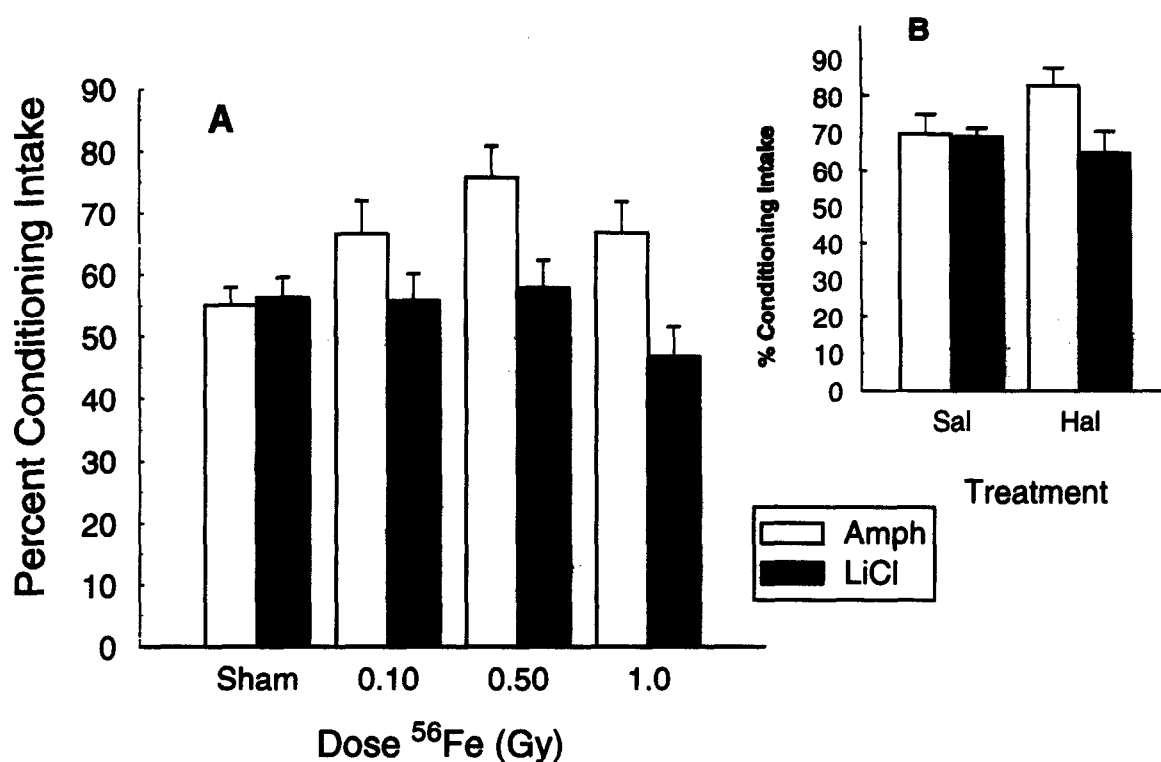 A
Percent Conditioning Intake
90
80
70
60
50
40
30
20
10
0
Sham 0.10 0.50 1.0
Dose ⁵⁶Fe (Gy)
B
% Conditioning Intake
90
80
70
60
50
40
30
20
10
0
Sal Hal
Treatment
Amph
LiCl